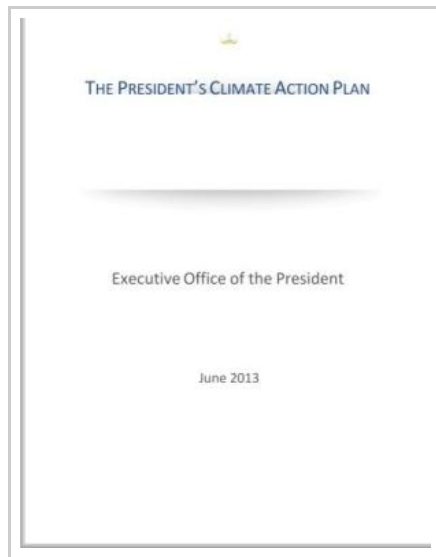 THE PRESIDENT'S CLIMATE ACTION PLAN
Executive Office of the President
June 2013